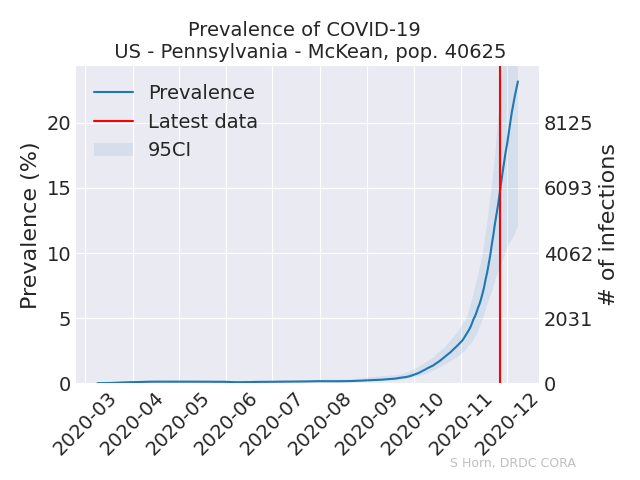 Prevalence of COVID-19
US - Pennsylvania - McKean, pop. 40625
Prevalence
Latest data
95CI
Prevalence (%)
20
15
10
5
0
8125
6093
4062
2031
0
# of infections
2020-03
2020-04
2020-05
2020-06
2020-07
2020-08
2020-09
2020-10
2020-11
2020-12
S Horn, DRDC CORA